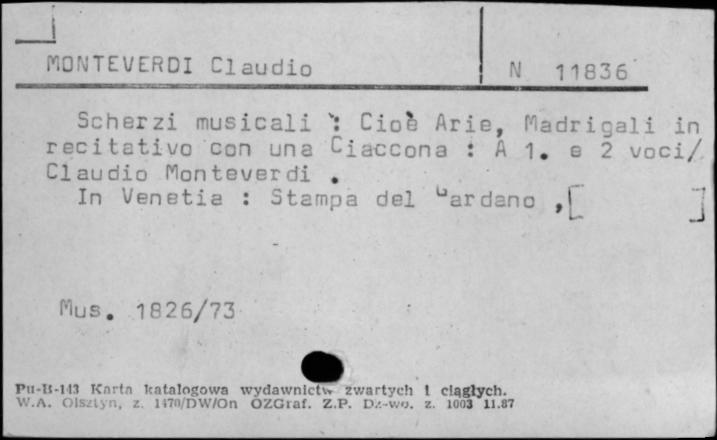 MONTEVERDI Claudio
N 11836
Scherzi musicali : Cioè Arie, Madrigali in
recitativo con una Ciaccona : A 1. e 2 voci/
Claudio Monteverdi .
In Venetia : Stampa del Gardano ,[ ]
Mus. 1826/73
Pu-B-143 Karta katalogowa wydawnictw zwartych i ciągłych.
W.A. Olsztyn, z. 1470/DW/On OZGraf. Z.P. Dz-wo. z. 1003 11.87